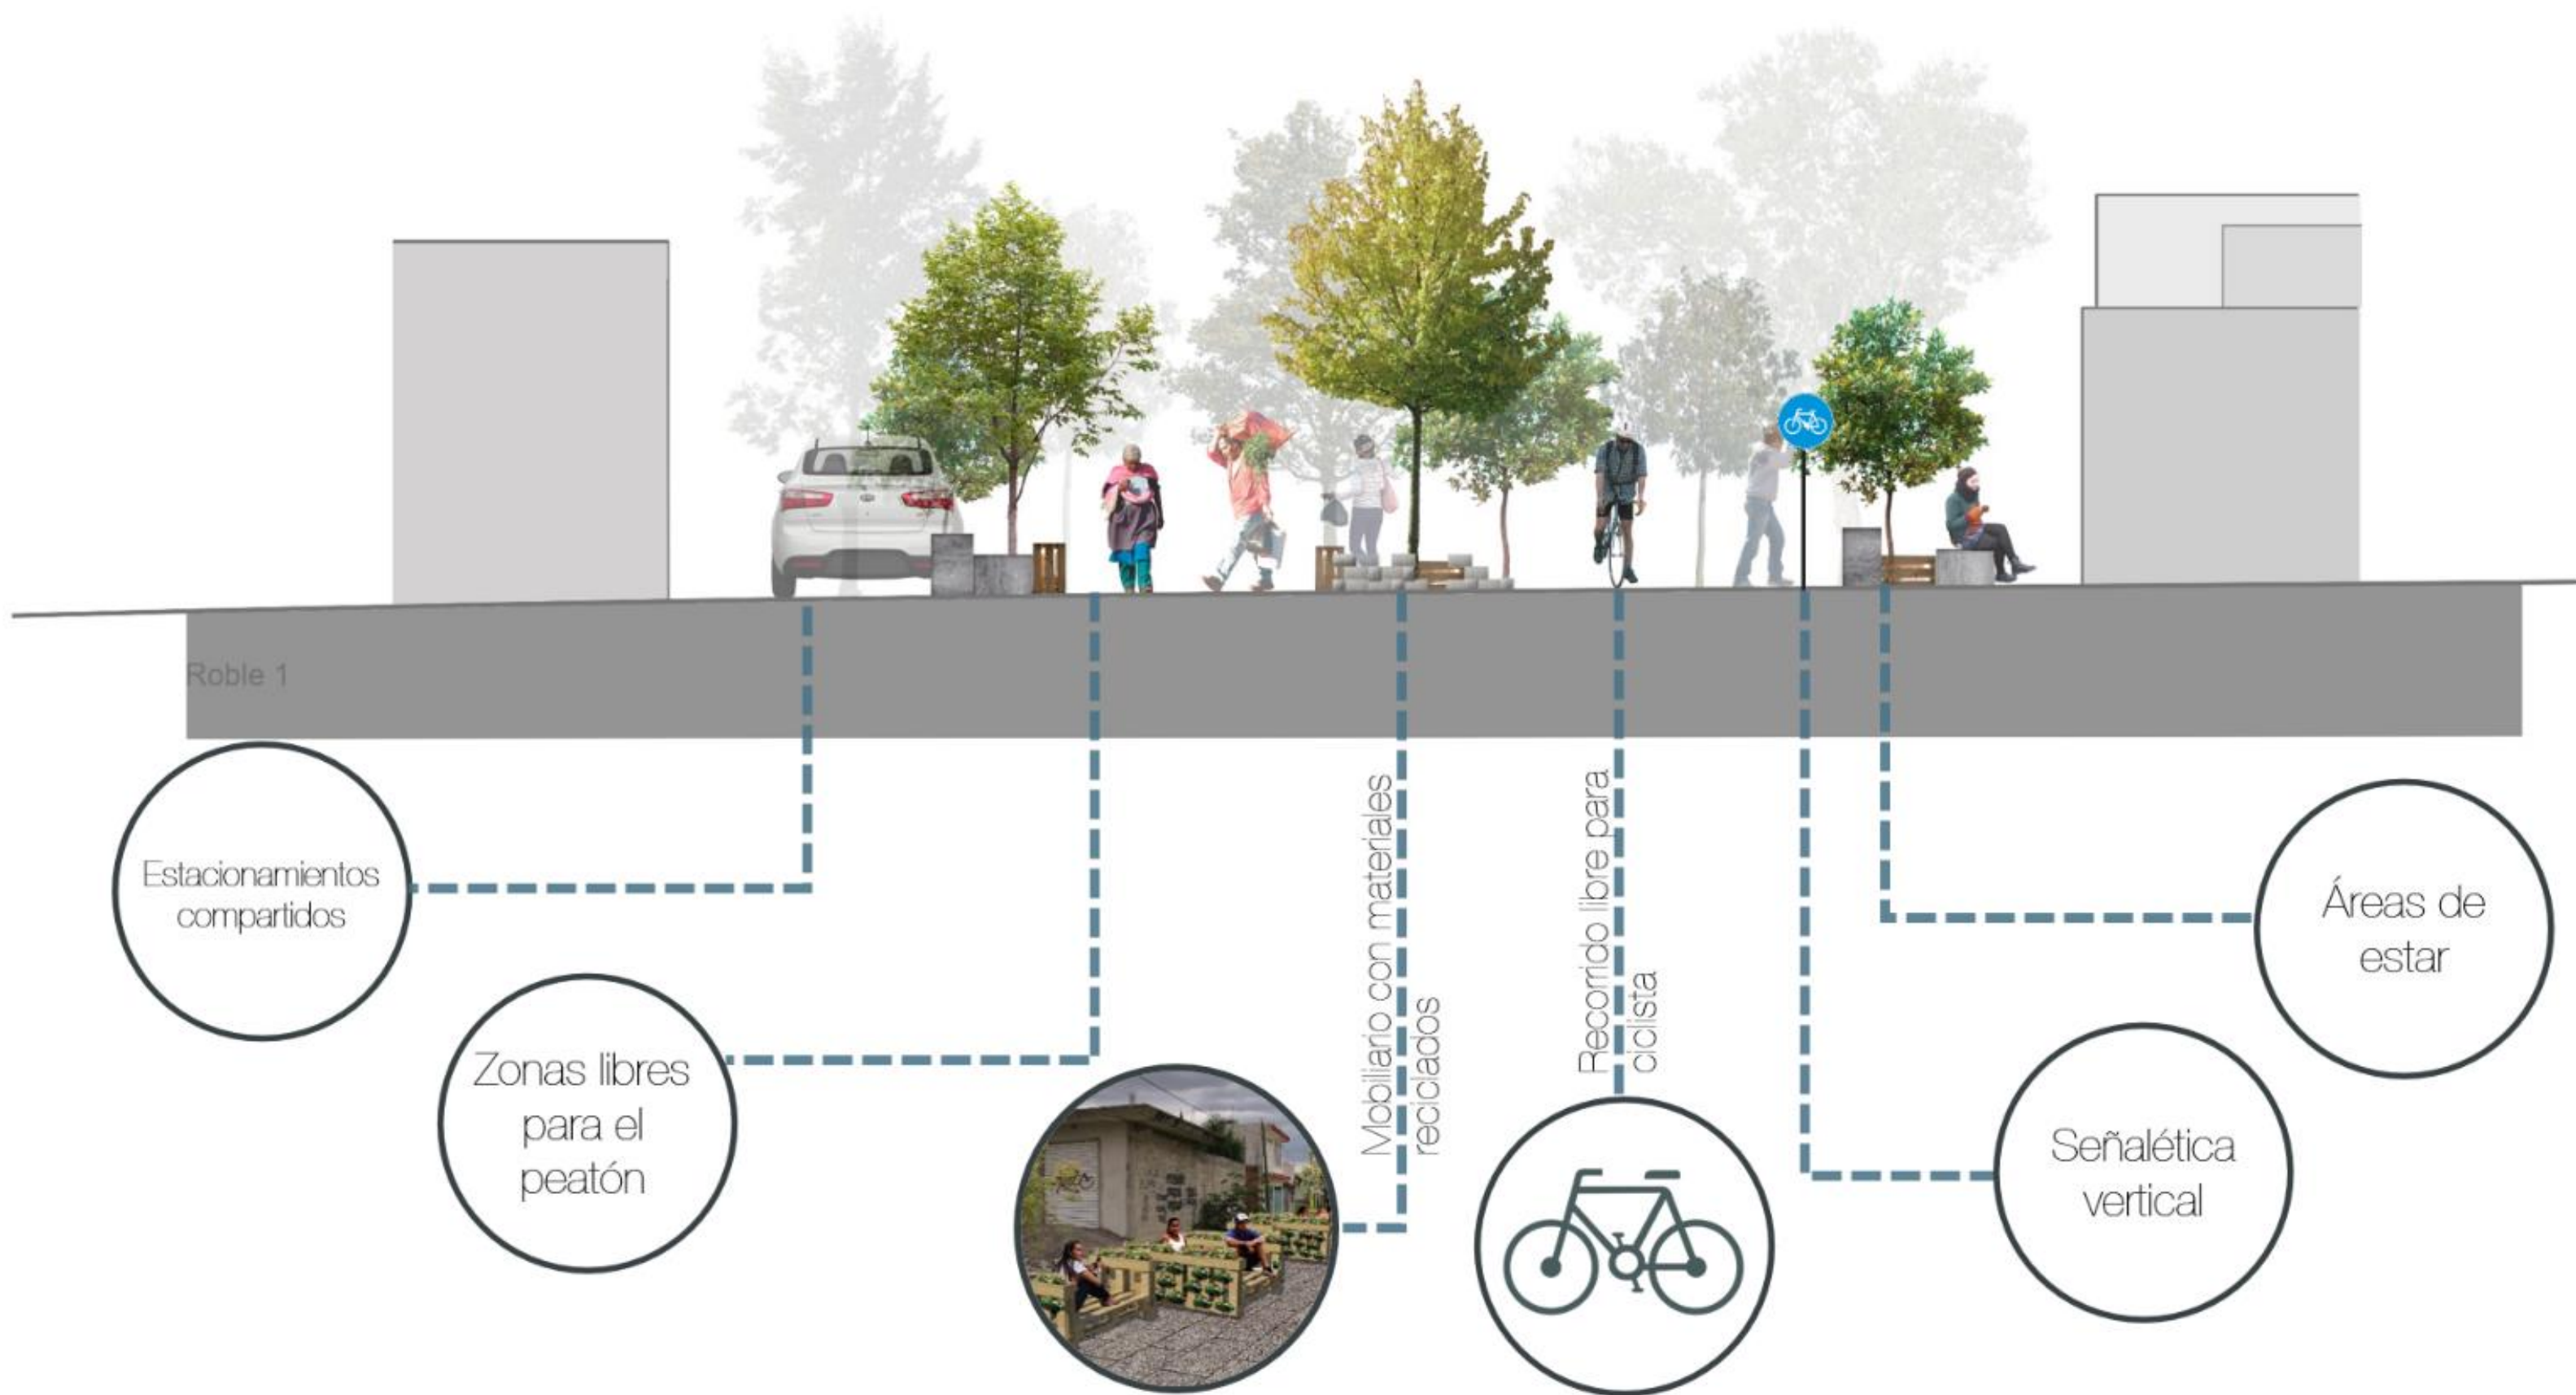 Roble 1
Estacionamientos
compartidos
Zonas libres
para el
peatón
Mobiliario con materiales
reciclados
Recorrido libre para
ciclista
Señalética
vertical
Áreas de
estar